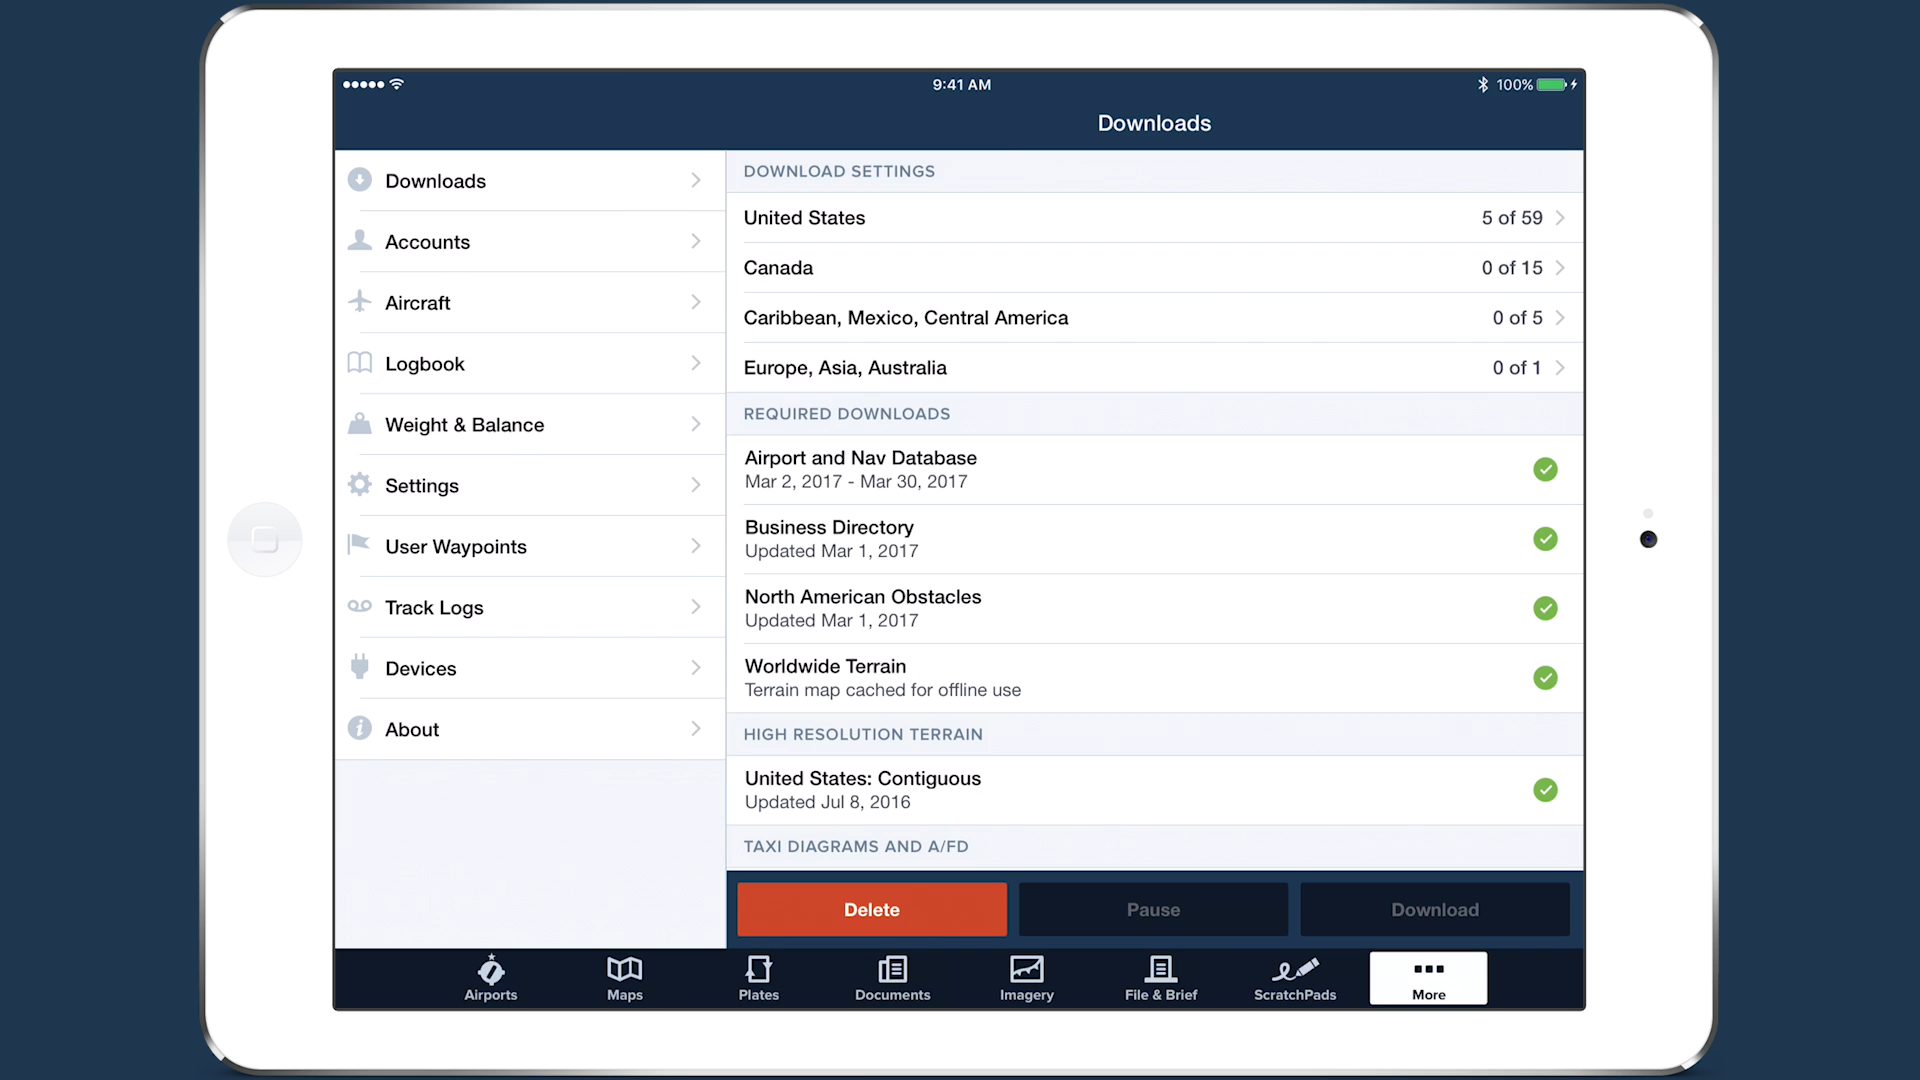 9:41 AM
100%
Downloads
Downloads
Accounts
Aircraft
Logbook
Weight & Balance
Settings
User Waypoints
Track Logs
Devices
About
DOWNLOAD SETTINGS
United States 5 of 59
Canada 0 of 15
Caribbean, Mexico, Central America 0 of 5
Europe, Asia, Australia 0 of 1
REQUIRED DOWNLOADS
Airport and Nav Database
Mar 2, 2017 - Mar 30, 2017
Business Directory
Updated Mar 1, 2017
North American Obstacles
Updated Mar 1, 2017
Worldwide Terrain
Terrain map cached for offline use
HIGH RESOLUTION TERRAIN
United States: Contiguous
Updated Jul 8, 2016
TAXI DIAGRAMS AND A/FD
Delete Pause Download
Airports Maps Plates Documents Imagery File & Brief ScratchPads More